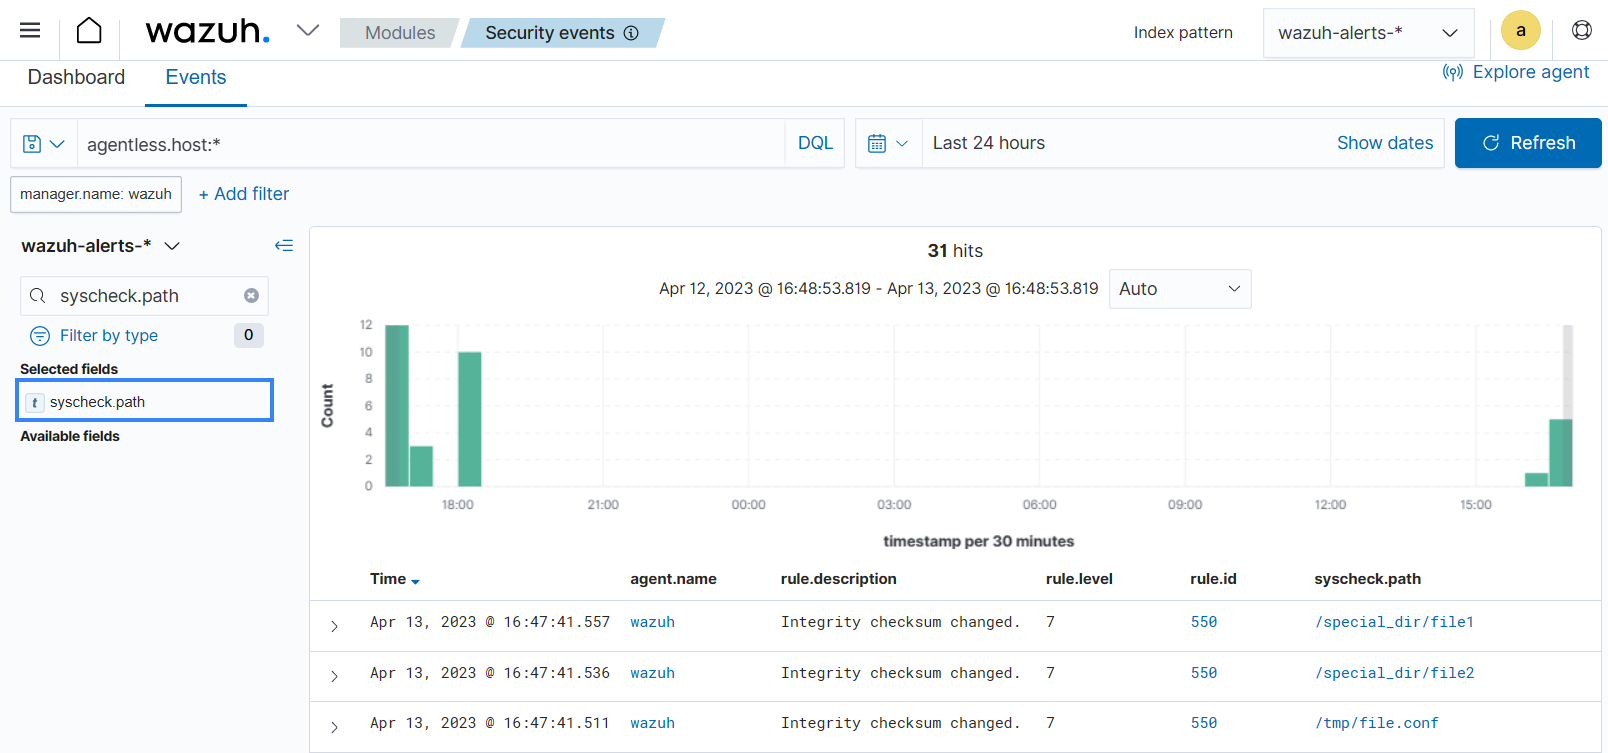 wazuh.
Modules
Security events
Index pattern
wazuh-alerts-*
a
Dashboard
Events
Explore agent
agentless.host:*
DQL
Last 24 hours
Show dates
Refresh
manager.name: wazuh
+ Add filter
wazuh-alerts-*
syscheck.path
Filter by type
0
Selected fields
t syscheck.path
Available fields
31 hits
Apr 12, 2023 @ 16:48:53.819 - Apr 13, 2023 @ 16:48:53.819
Auto
Count
12
10
8
6
4
2
0
18:00 21:00 00:00 03:00 06:00 09:00 12:00 15:00
timestamp per 30 minutes
Time agent.name rule.description rule.level rule.id syscheck.path
Apr 13, 2023 @ 16:47:41.557 wazuh Integrity checksum changed. 7 550 /special_dir/file1
Apr 13, 2023 @ 16:47:41.536 wazuh Integrity checksum changed. 7 550 /special_dir/file2
Apr 13, 2023 @ 16:47:41.511 wazuh Integrity checksum changed. 7 550 /tmp/file.conf